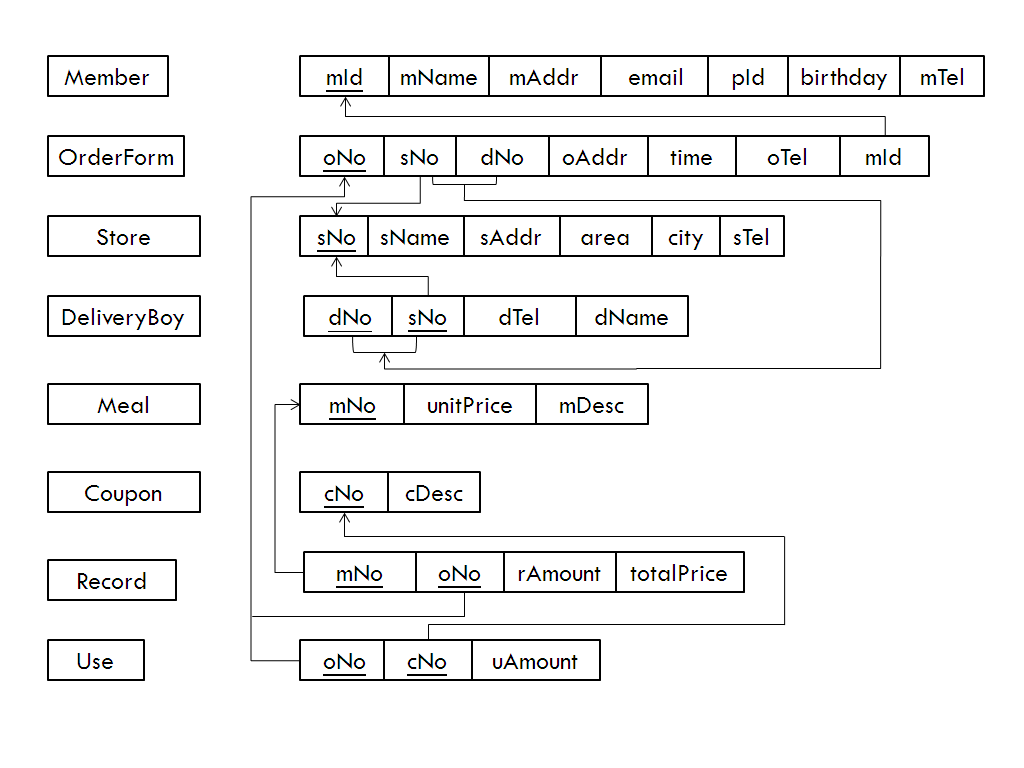 Member mId mName mAddr email pId birthday mTel
OrderForm oNo sNo dNo oAddr time oTel mId
Store sNo sName sAddr area city sTel
DeliveryBoy dNo sNo dTel dName
Meal mNo unitPrice mDesc
Coupon cNo cDesc
Record mNo oNo rAmount totalPrice
Use oNo cNo uAmount